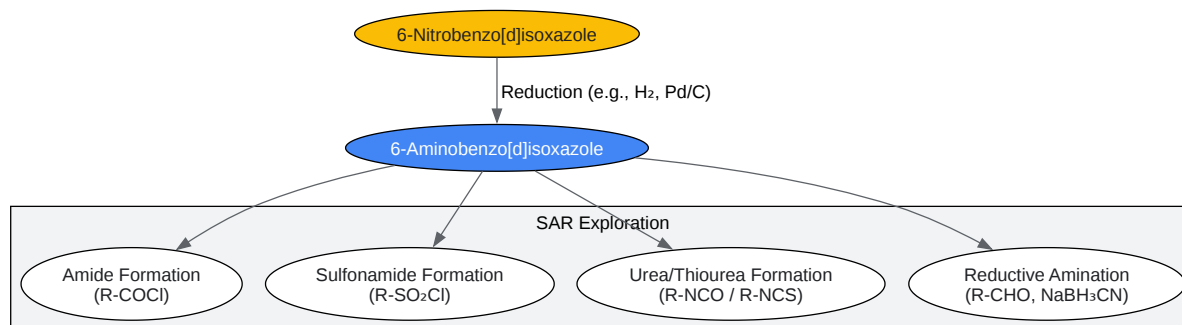 6-Nitrobenzo[d]isoxazole
Reduction (e.g., H₂, Pd/C)
6-Aminobenzo[d]isoxazole
SAR Exploration
Amide Formation
(R-COCl)
Sulfonamide Formation
(R-SO₂Cl)
Urea/Thiourea Formation
(R-NCO / R-NCS)
Reductive Amination
(R-CHO, NaBH₃CN)